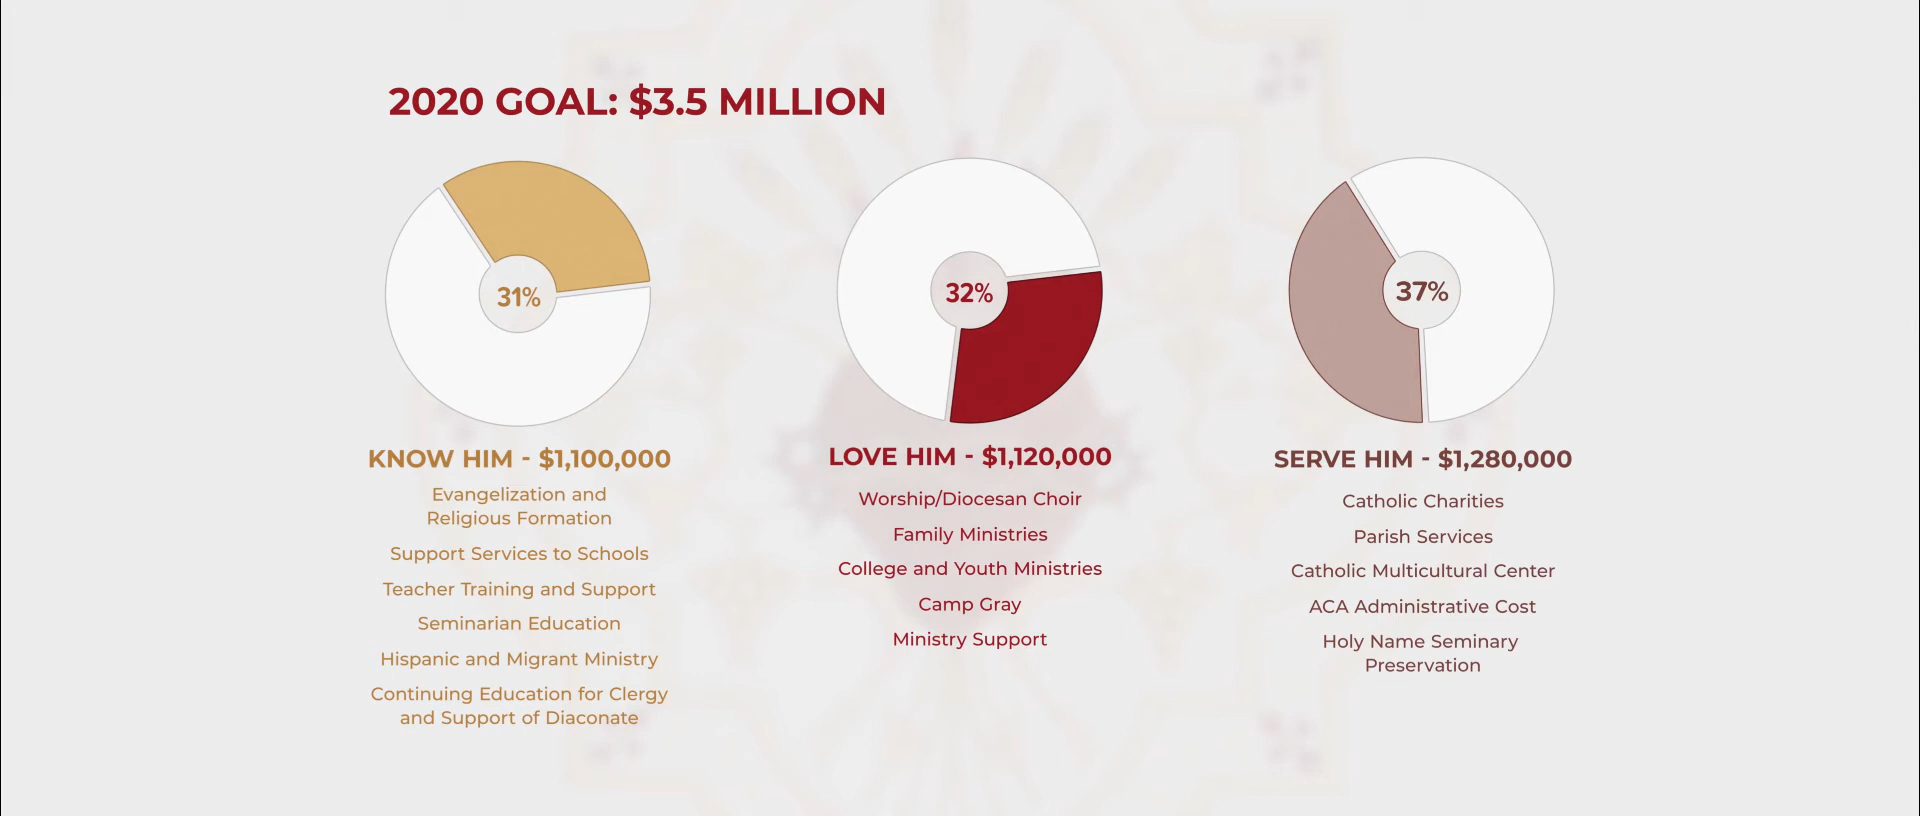 2020 GOAL: $3.5 MILLION
31%
KNOW HIM - $1,100,000
Evangelization and
Religious Formation
Support Services to Schools
Teacher Training and Support
Seminarian Education
Hispanic and Migrant Ministry
Continuing Education for Clergy
and Support of Diaconate
32%
LOVE HIM - $1,120,000
Worship/Diocesan Choir
Family Ministries
College and Youth Ministries
Camp Gray
Ministry Support
37%
SERVE HIM - $1,280,000
Catholic Charities
Parish Services
Catholic Multicultural Center
ACA Administrative Cost
Holy Name Seminary
Preservation